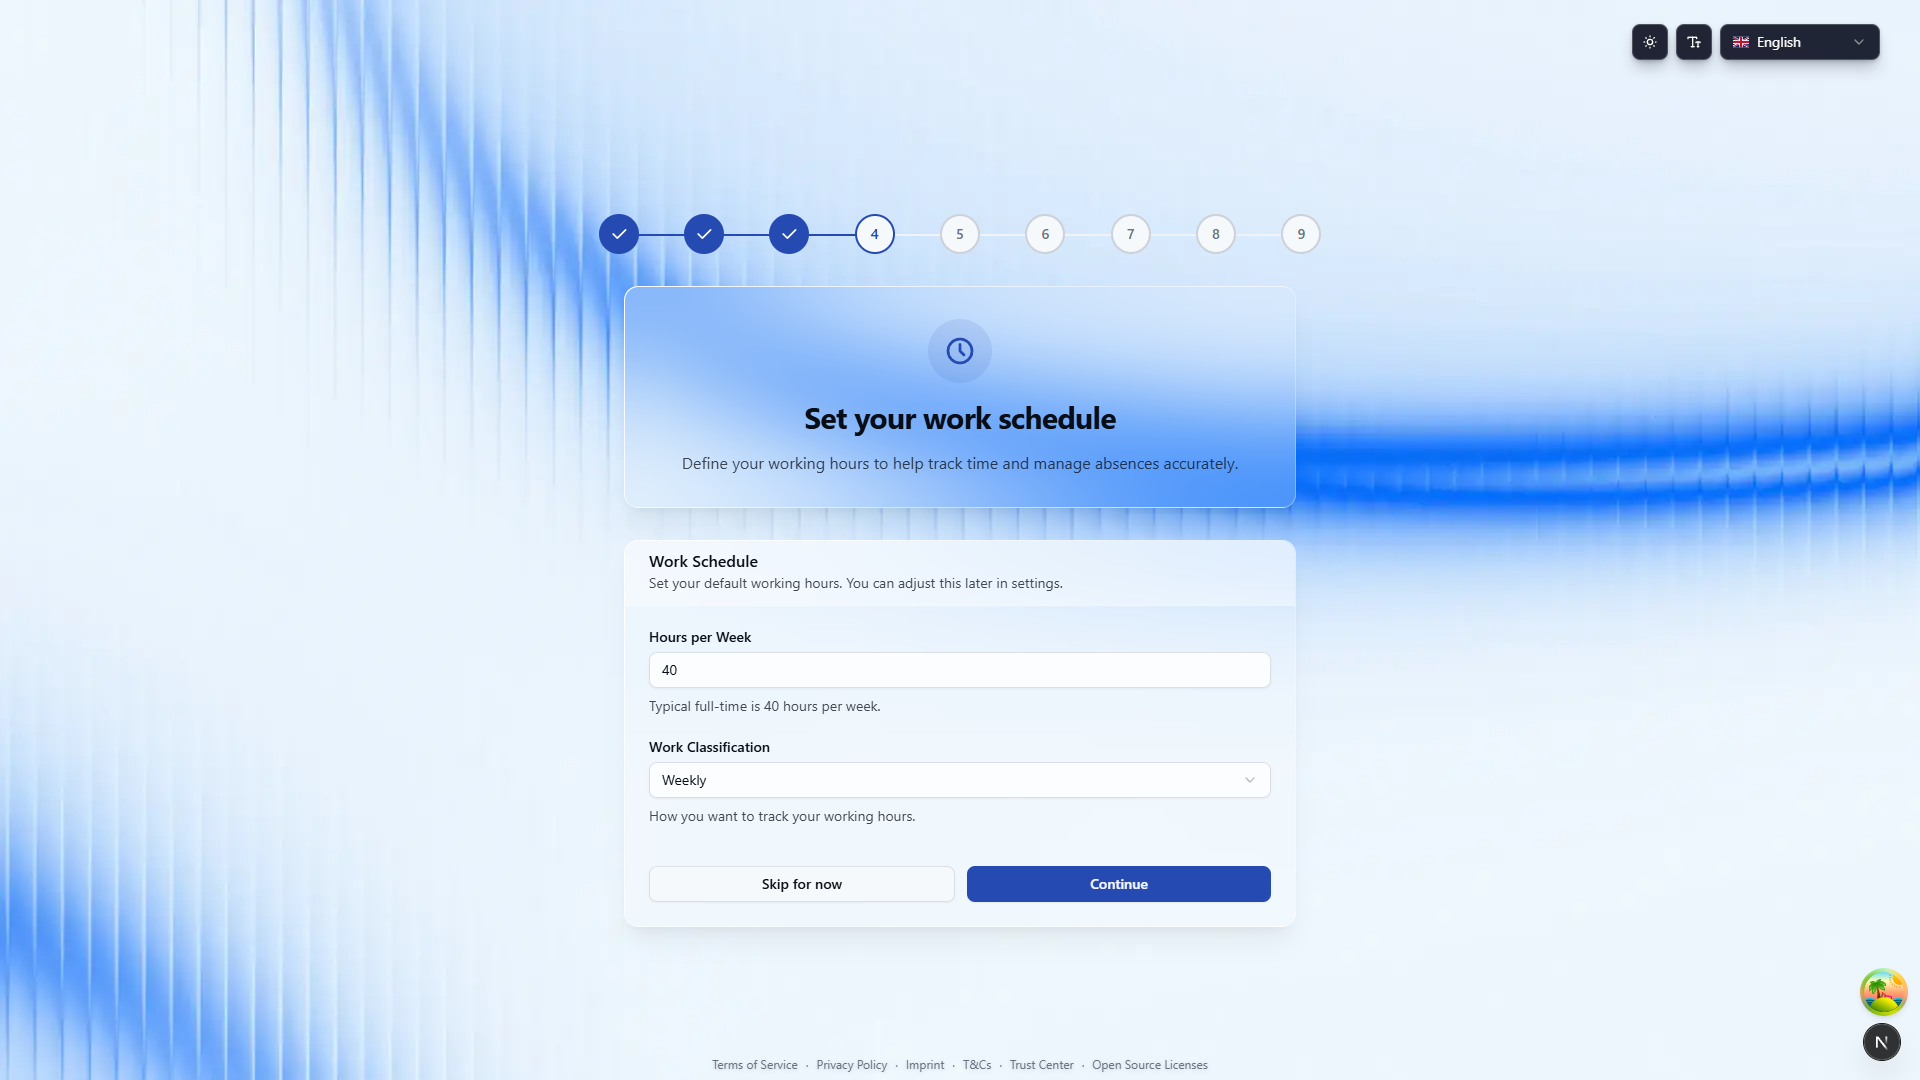 English
4
5
6
7
8
9
Set your work schedule
Define your working hours to help track time and manage absences accurately.
Work Schedule
Set your default working hours. You can adjust this later in settings.
Hours per Week
40
Typical full-time is 40 hours per week.
Work Classification
Weekly
How you want to track your working hours.
Skip for now
Continue
N
Terms of Service · Privacy Policy · Imprint · T&Cs · Trust Center · Open Source Licenses